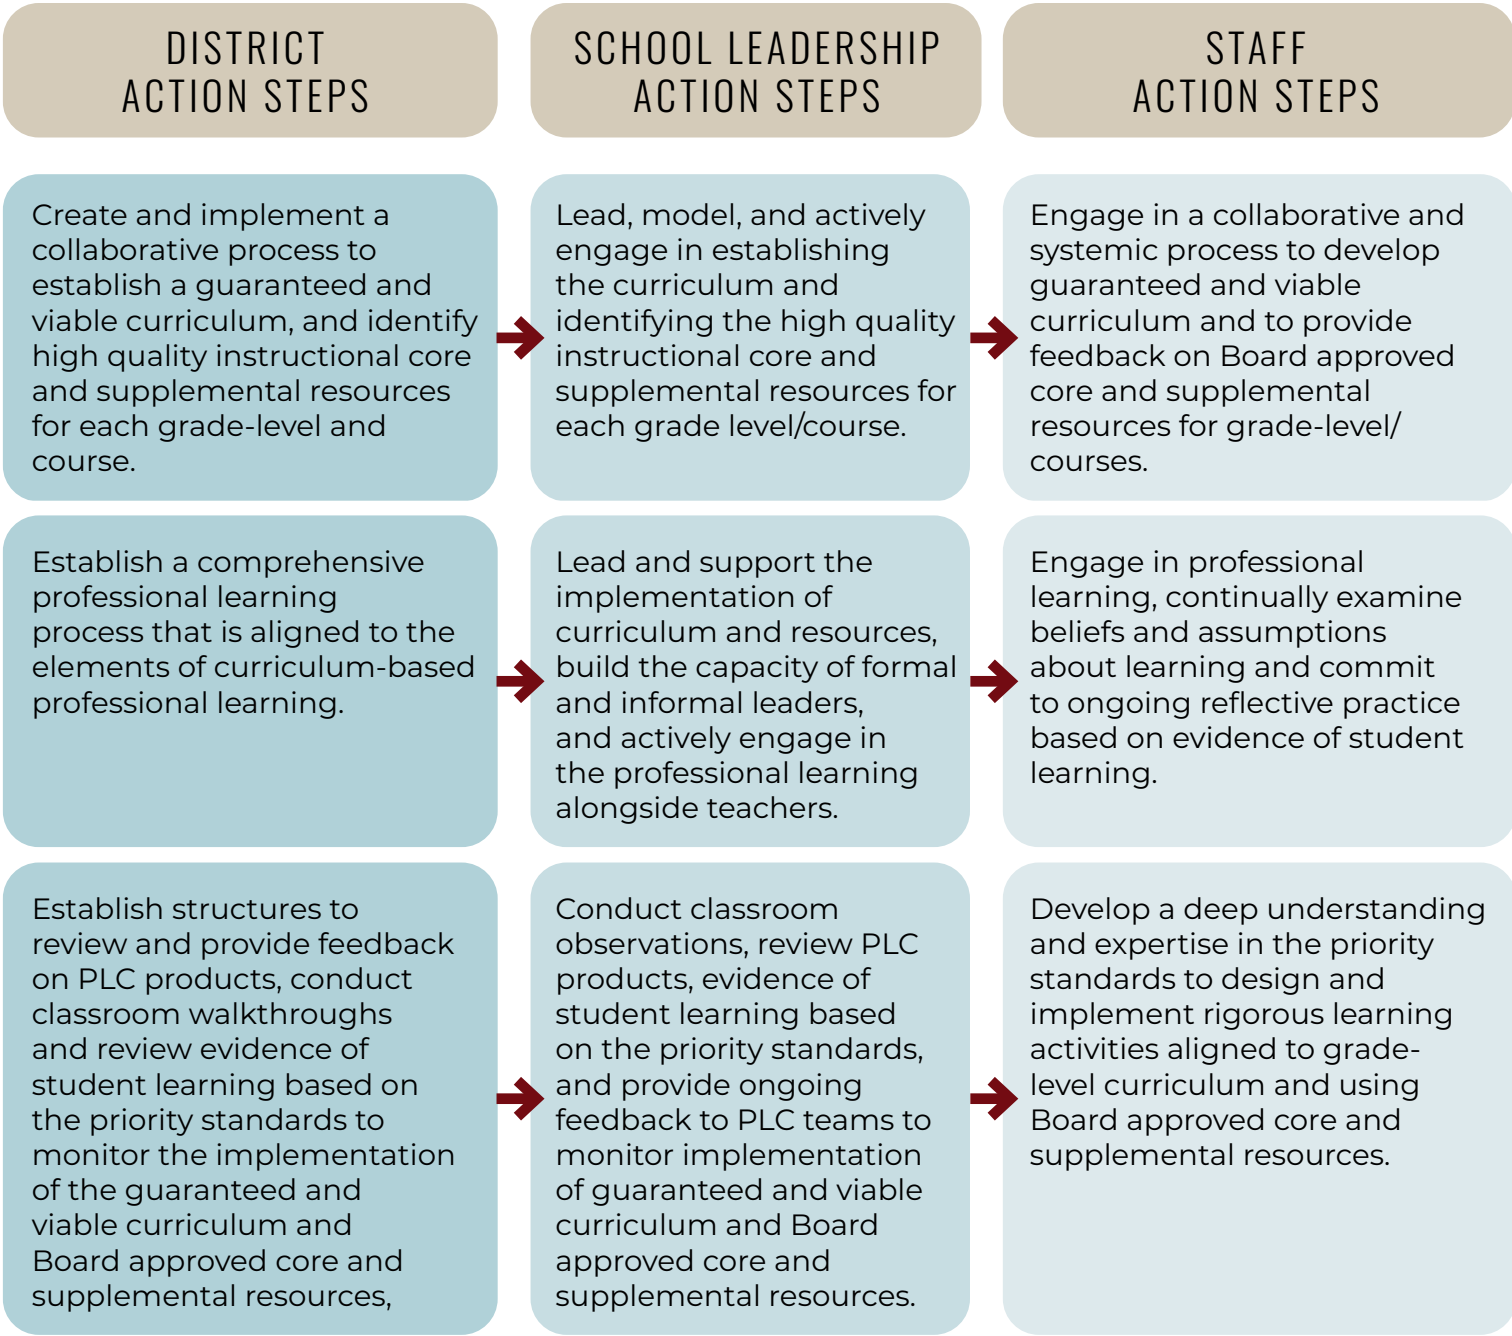 DISTRICT
ACTION STEPS
SCHOOL LEADERSHIP
ACTION STEPS
STAFF
ACTION STEPS
Create and implement a
collaborative process to
establish a guaranteed and
viable curriculum, and identify
high quality instructional core
and supplemental resources
for each grade-level and
course.
Lead, model, and actively
engage in establishing
the curriculum and
identifying the high quality
instructional core and
supplemental resources for
each grade level/course.
Engage in a collaborative and
systemic process to develop
guaranteed and viable
curriculum and to provide
feedback on Board approved
core and supplemental
resources for grade-level/
courses.
Establish a comprehensive
professional learning
process that is aligned to the
elements of curriculum-based
professional learning.
Lead and support the
implementation of
curriculum and resources,
build the capacity of formal
and informal leaders,
and actively engage in
the professional learning
alongside teachers.
Engage in professional
learning, continually examine
beliefs and assumptions
about learning and commit
to ongoing reflective practice
based on evidence of student
learning.
Establish structures to
review and provide feedback
on PLC products, conduct
classroom walkthroughs
and review evidence of
student learning based on
the priority standards to
monitor the implementation
of the guaranteed and
viable curriculum and
Board approved core and
supplemental resources,
Conduct classroom
observations, review PLC
products, evidence of
student learning based
on the priority standards,
and provide ongoing
feedback to PLC teams to
monitor implementation
of guaranteed and viable
curriculum and Board
approved core and
supplemental resources.
Develop a deep understanding
and expertise in the priority
standards to design and
implement rigorous learning
activities aligned to grade-
level curriculum and using
Board approved core and
supplemental resources.